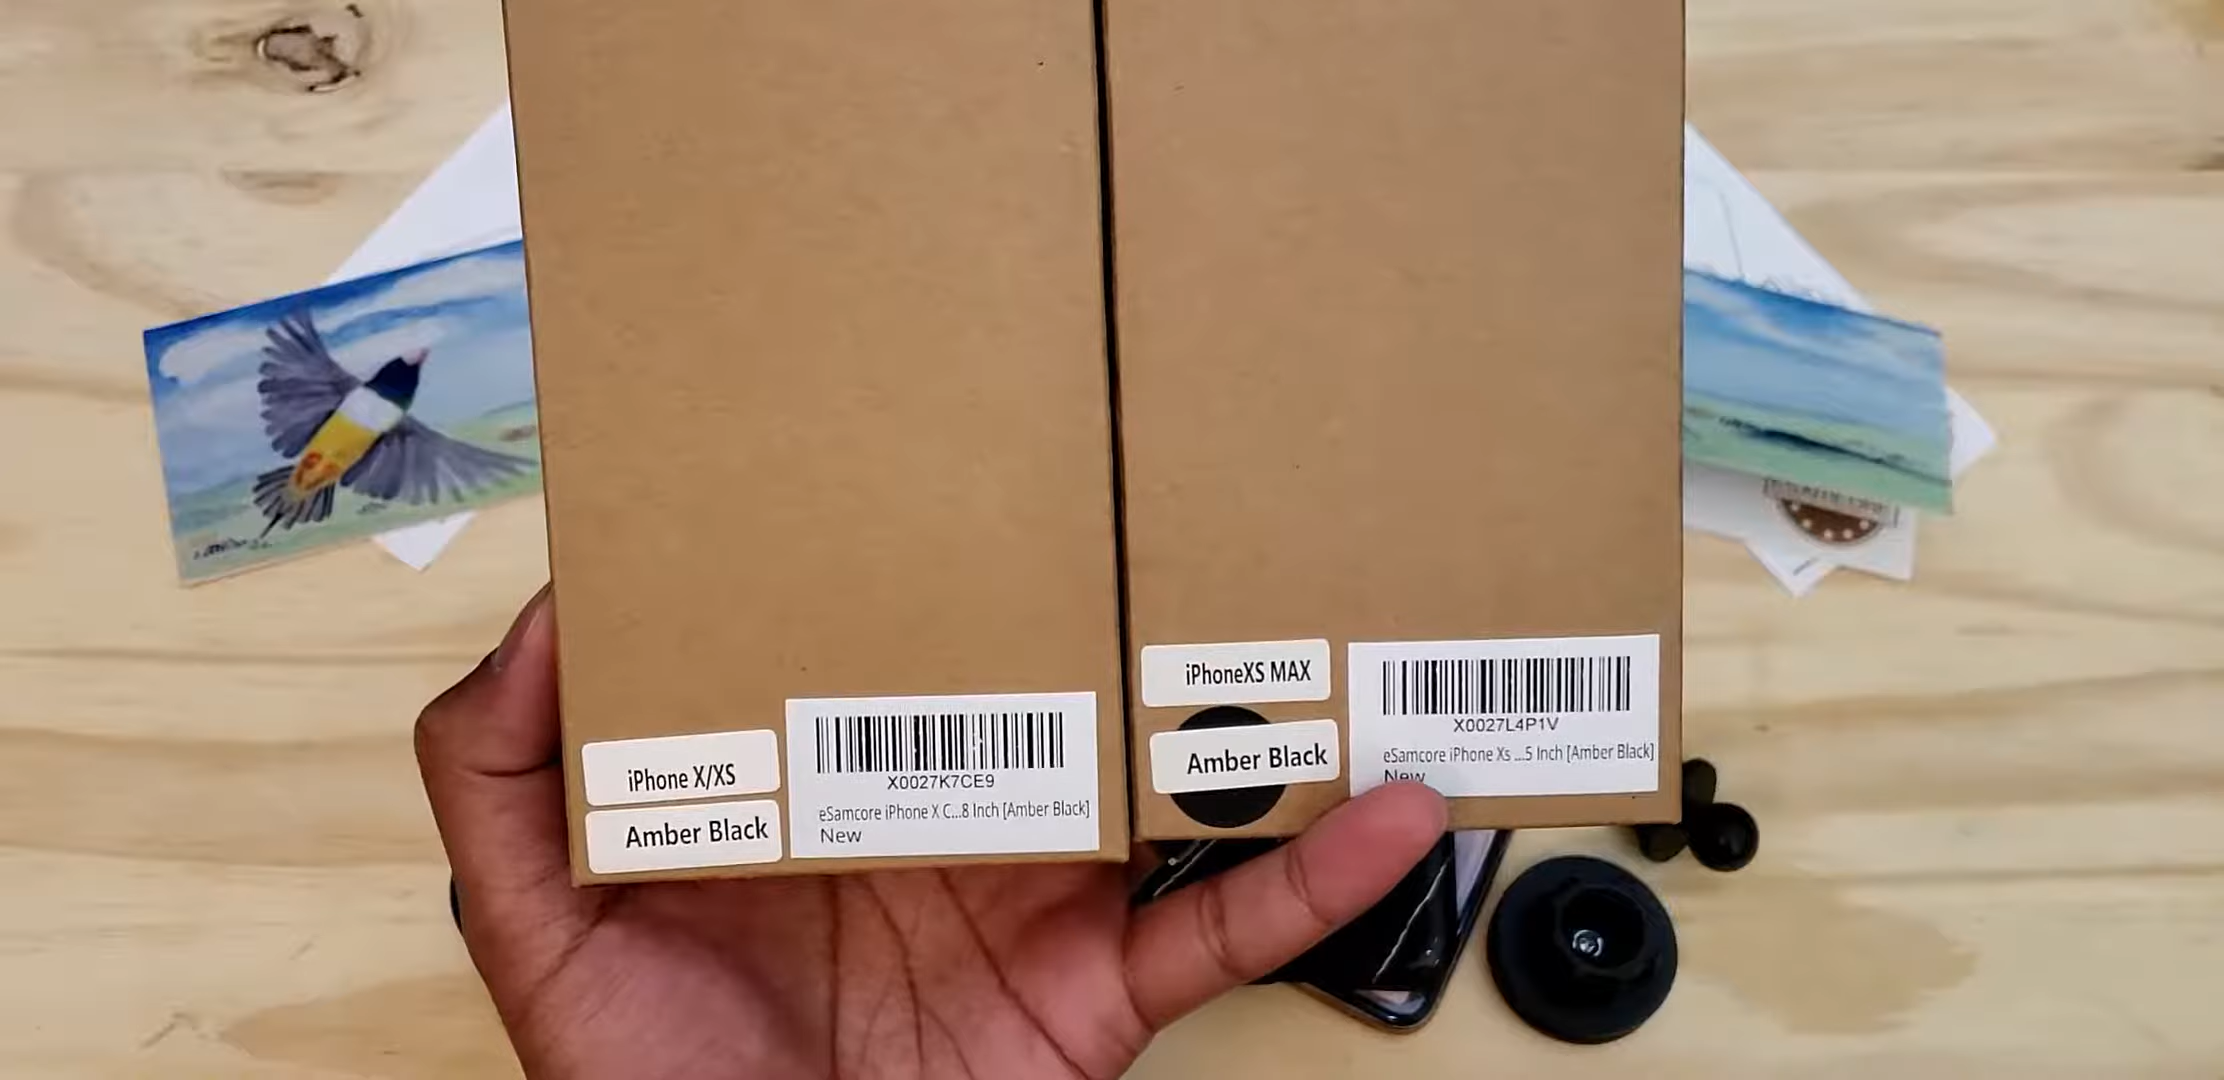 iPhone X/XS
Amber Black
X0027K7CE9
eSamcore iPhone X C...8 Inch [Amber Black]
New
iPhoneXS MAX
Amber Black
X0027L4P1V
eSamcore iPhone Xs ...5 Inch [Amber Black]
New